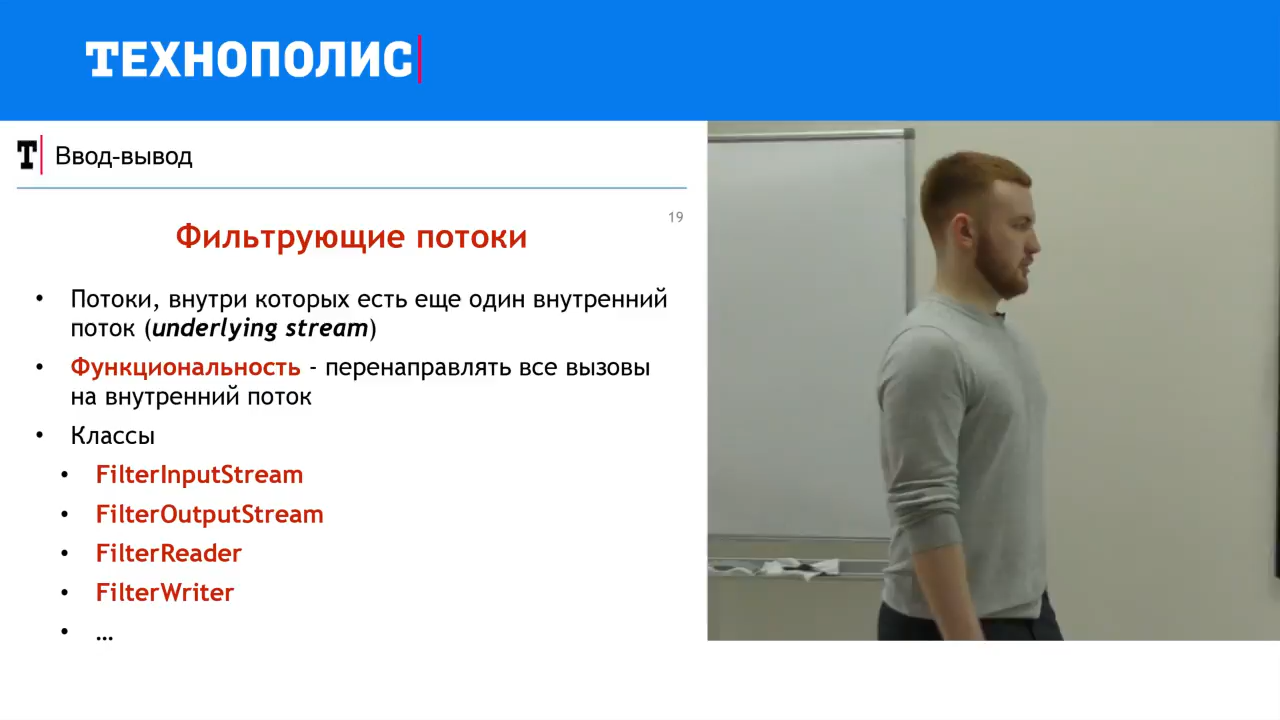 ТЕХНОПОЛИС
Т Ввод-вывод
19
Фильтрующие потоки
• Потоки, внутри которых есть еще один внутренний
поток (underlying stream)
• Функциональность - перенаправлять все вызовы
на внутренний поток
• Классы
• FilterInputStream
• FilterOutputStream
• FilterReader
• FilterWriter
• ...